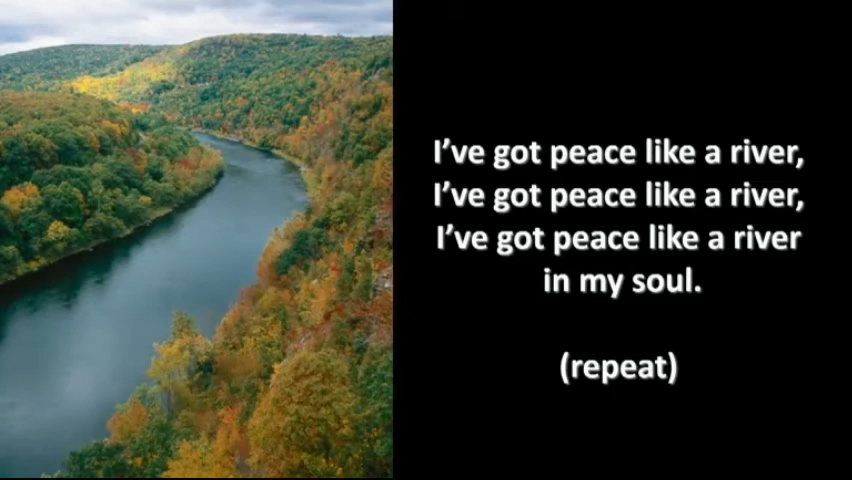 I've got peace like a river,
I've got peace like a river,
I've got peace like a river
in my soul.
(repeat)